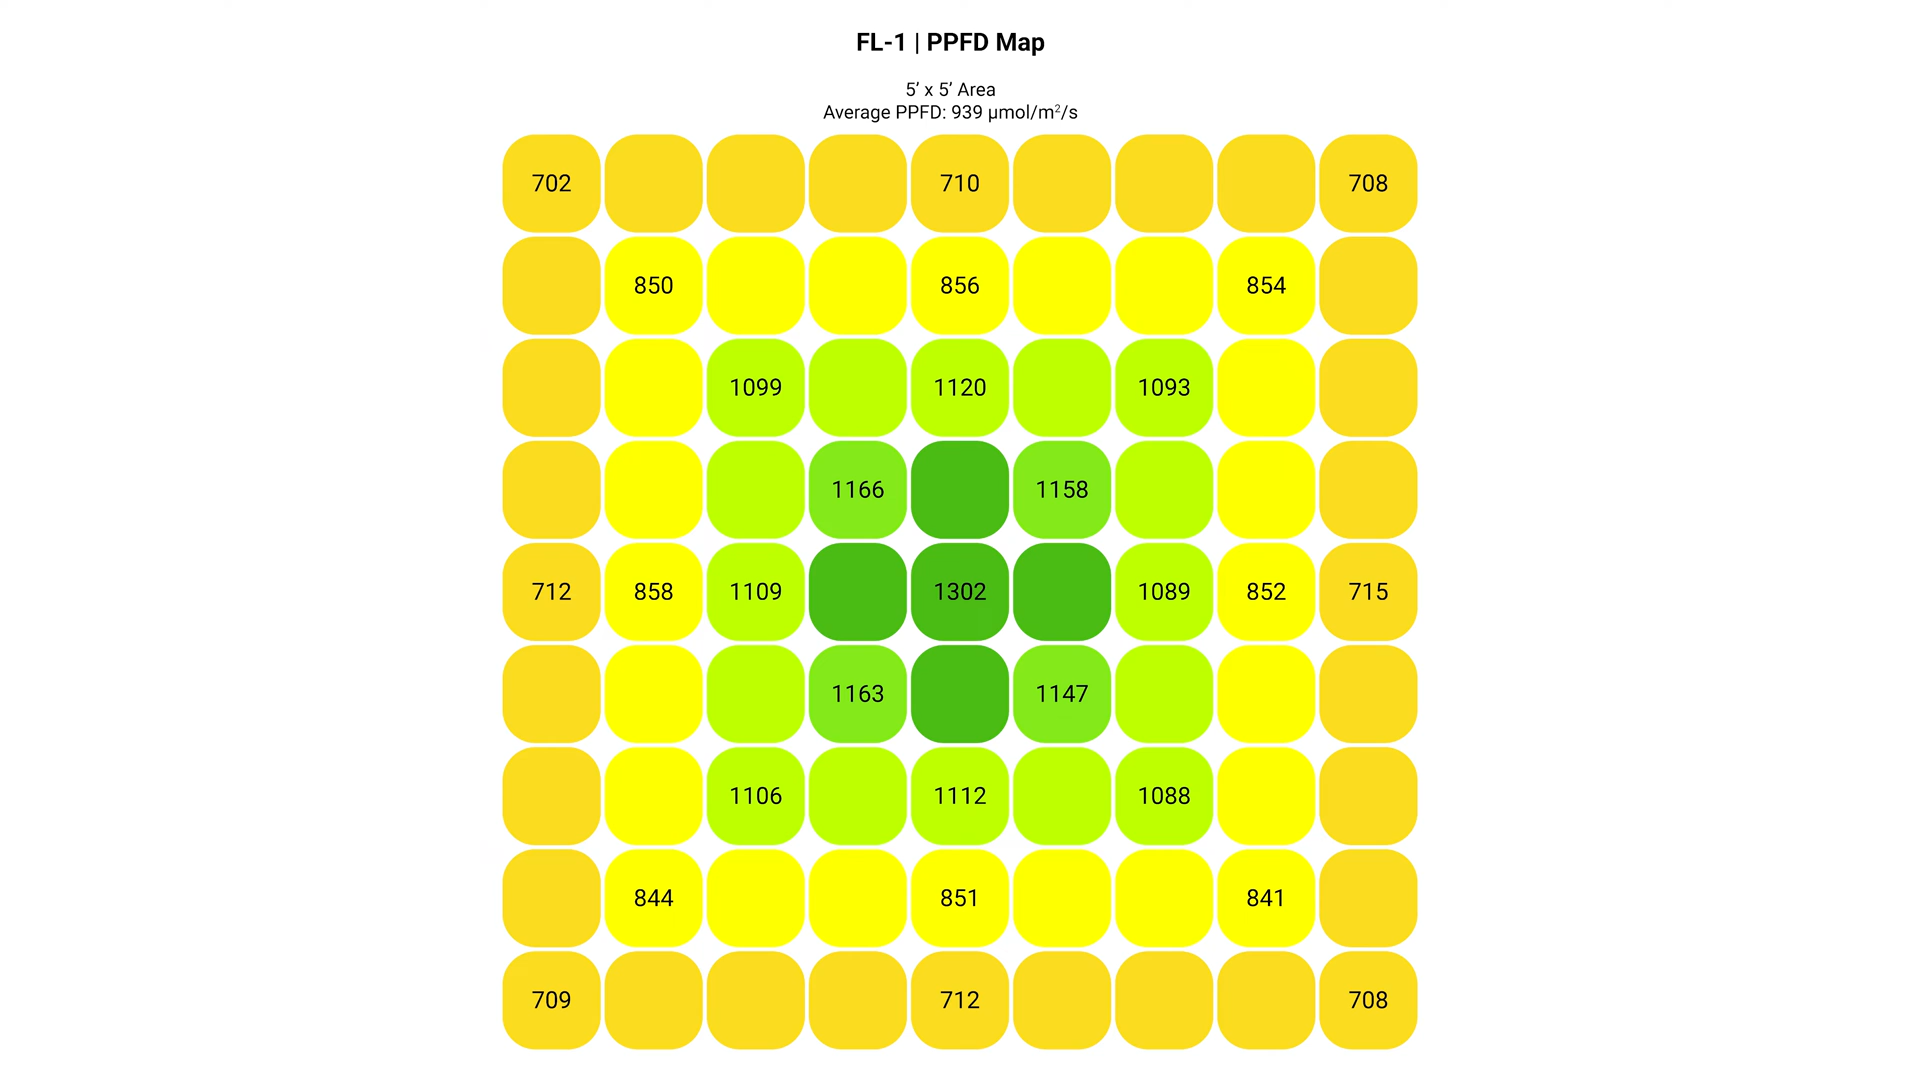 FL-1 | PPFD Map
5’ x 5’ Area
Average PPFD: 939 μmol/m²/s
702 710 708
850 856 854
1099 1120 1093
1166 1158
712 858 1109 1302 1089 852 715
1163 1147
1106 1112 1088
844 851 841
709 712 708